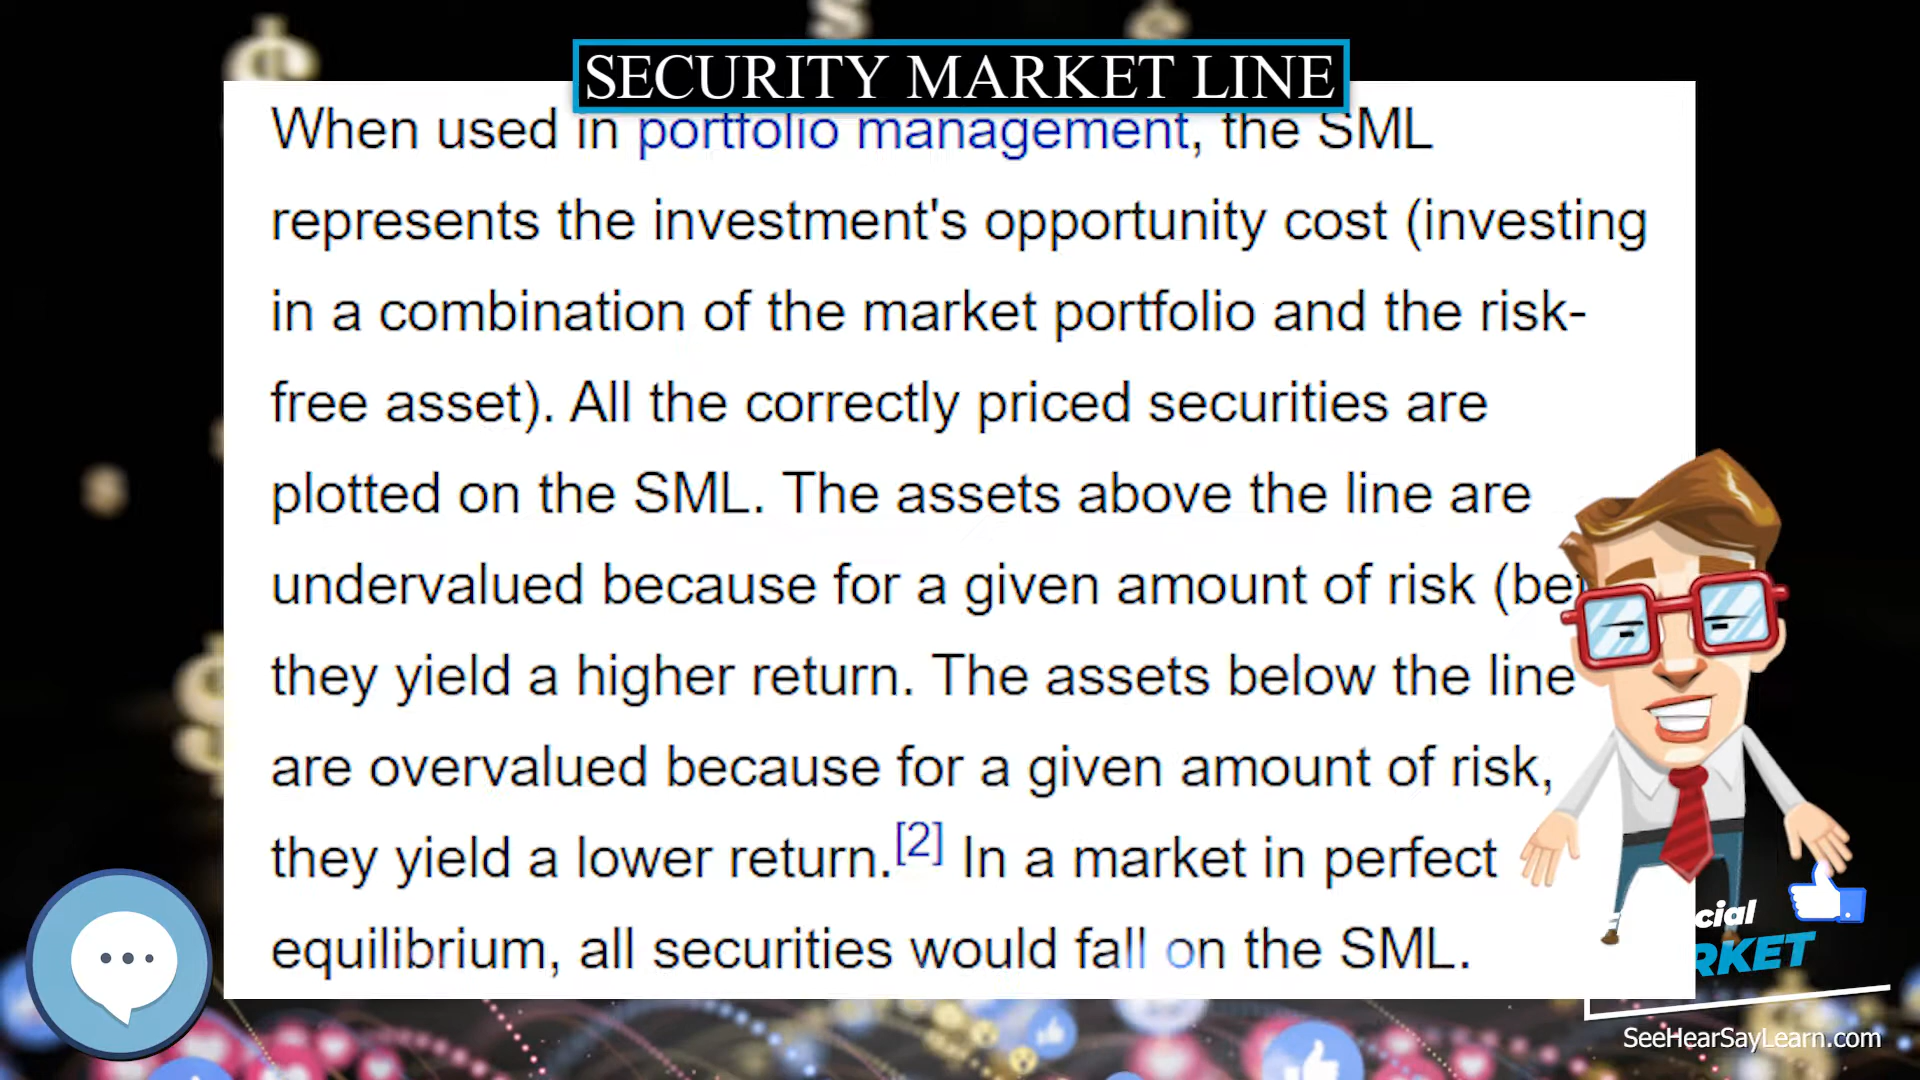 SECURITY MARKET LINE
When used in portfolio management, the SML
represents the investment's opportunity cost (investing
in a combination of the market portfolio and the risk-
free asset). All the correctly priced securities are
plotted on the SML. The assets above the line are
undervalued because for a given amount of risk
they yield a higher return. The assets below the line
are overvalued because for a given amount of risk,
they yield a lower return.[2] In a market in perfect
equilibrium, all securities would fall on the SML.
SeeHearSayLearn.com